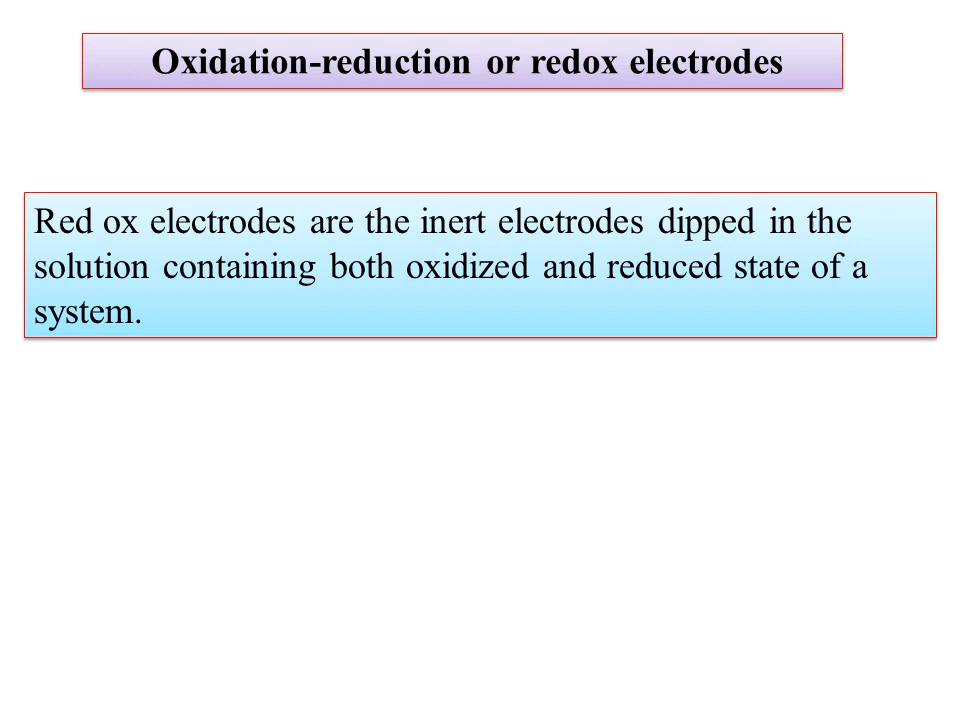 Oxidation-reduction or redox electrodes
Red ox electrodes are the inert electrodes dipped in the
solution containing both oxidized and reduced state of a
system.